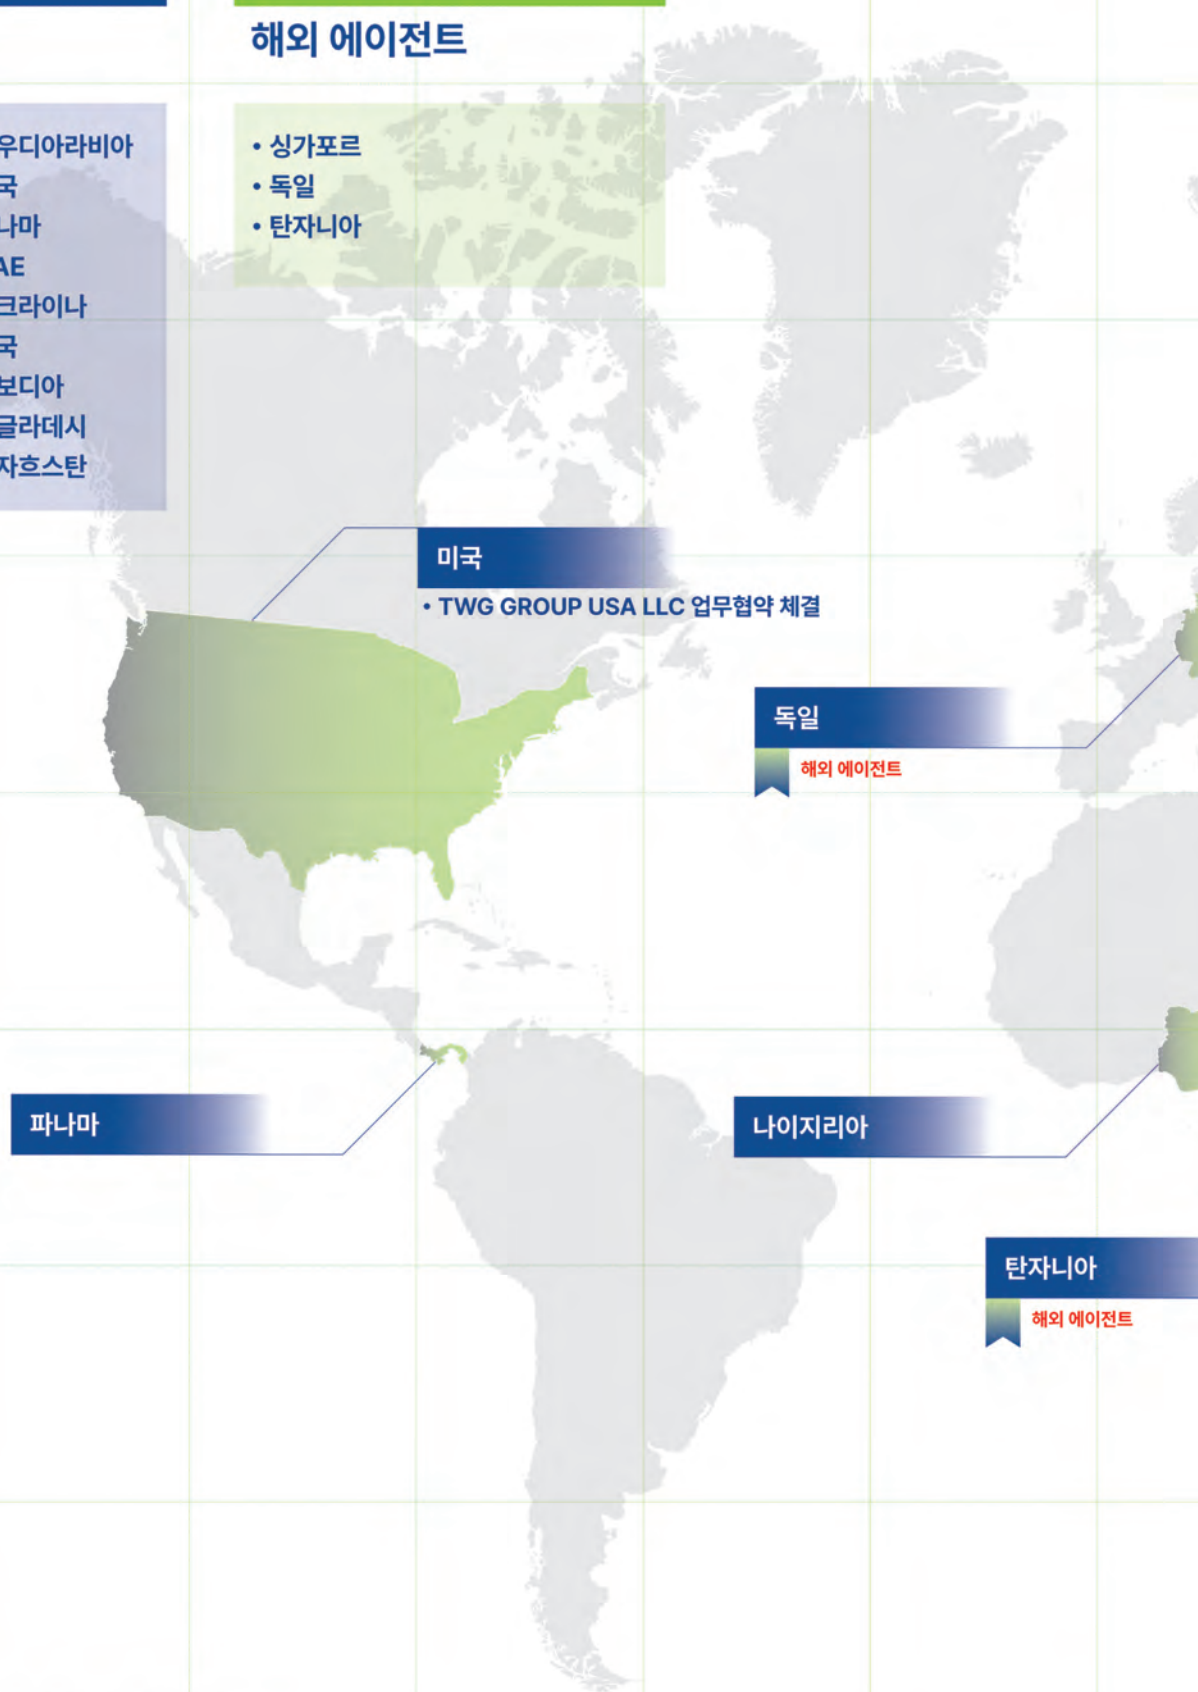 해외 에이전트
우디아라비아
국
나마
AE
크라이나
국
보디아
글라데시
자흐스탄
• 싱가포르
• 독일
• 탄자니아
미국
• TWG GROUP USA LLC 업무협약 체결
독일
해외 에이전트
파나마
나이지리아
탄자니아
해외 에이전트